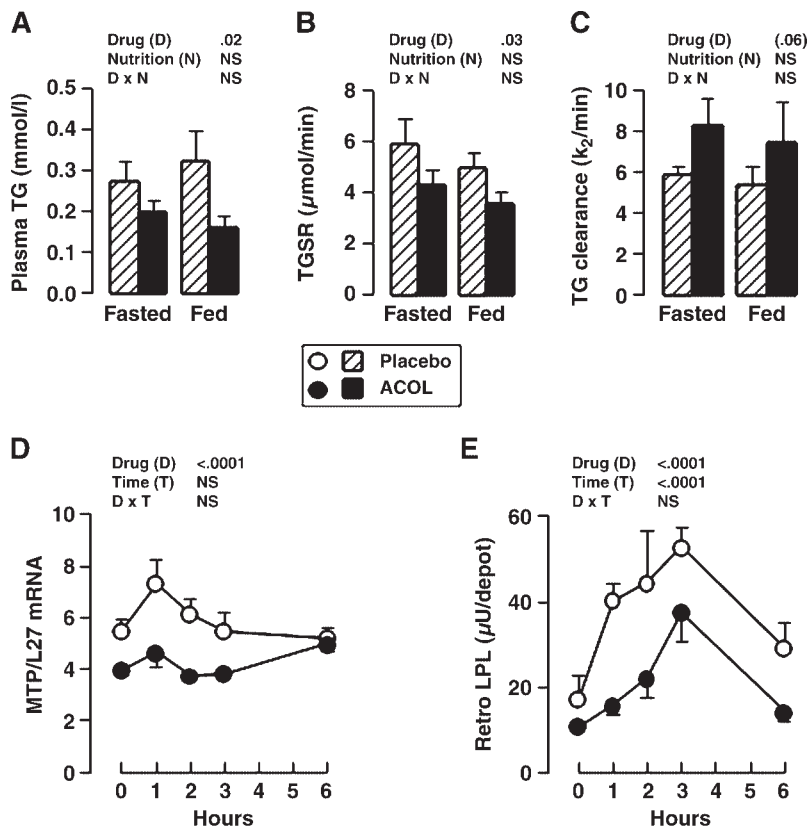 A
Drug (D) .02
Nutrition (N) NS
D x N NS
Plasma TG (mmol/l)
0.5
0.4
0.3
0.2
0.1
0.0
Fasted Fed
B
Drug (D) .03
Nutrition (N) NS
D x N NS
TGSR (µmol/min)
8
6
4
2
0
Fasted Fed
C
Drug (D) (.06)
Nutrition (N) NS
D x N NS
TG clearance (k2/min)
10
8
6
4
2
0
Fasted Fed
Placebo
ACOL
D
Drug (D) <.0001
Time (T) NS
D x T NS
MTP/L27 mRNA
10
8
6
4
2
0
0 1 2 3 4 5 6
Hours
E
Drug (D) <.0001
Time (T) <.0001
D x T NS
Retro LPL (µU/depot)
60
40
20
0
0 1 2 3 4 5 6
Hours